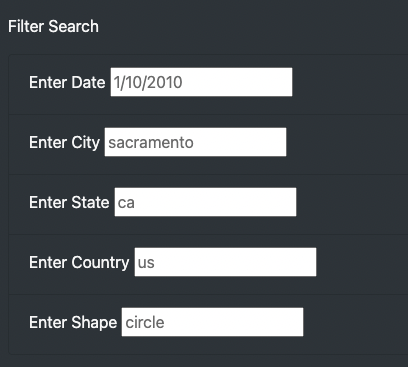 Filter Search
Enter Date 1/10/2010
Enter City sacramento
Enter State ca
Enter Country us
Enter Shape circle